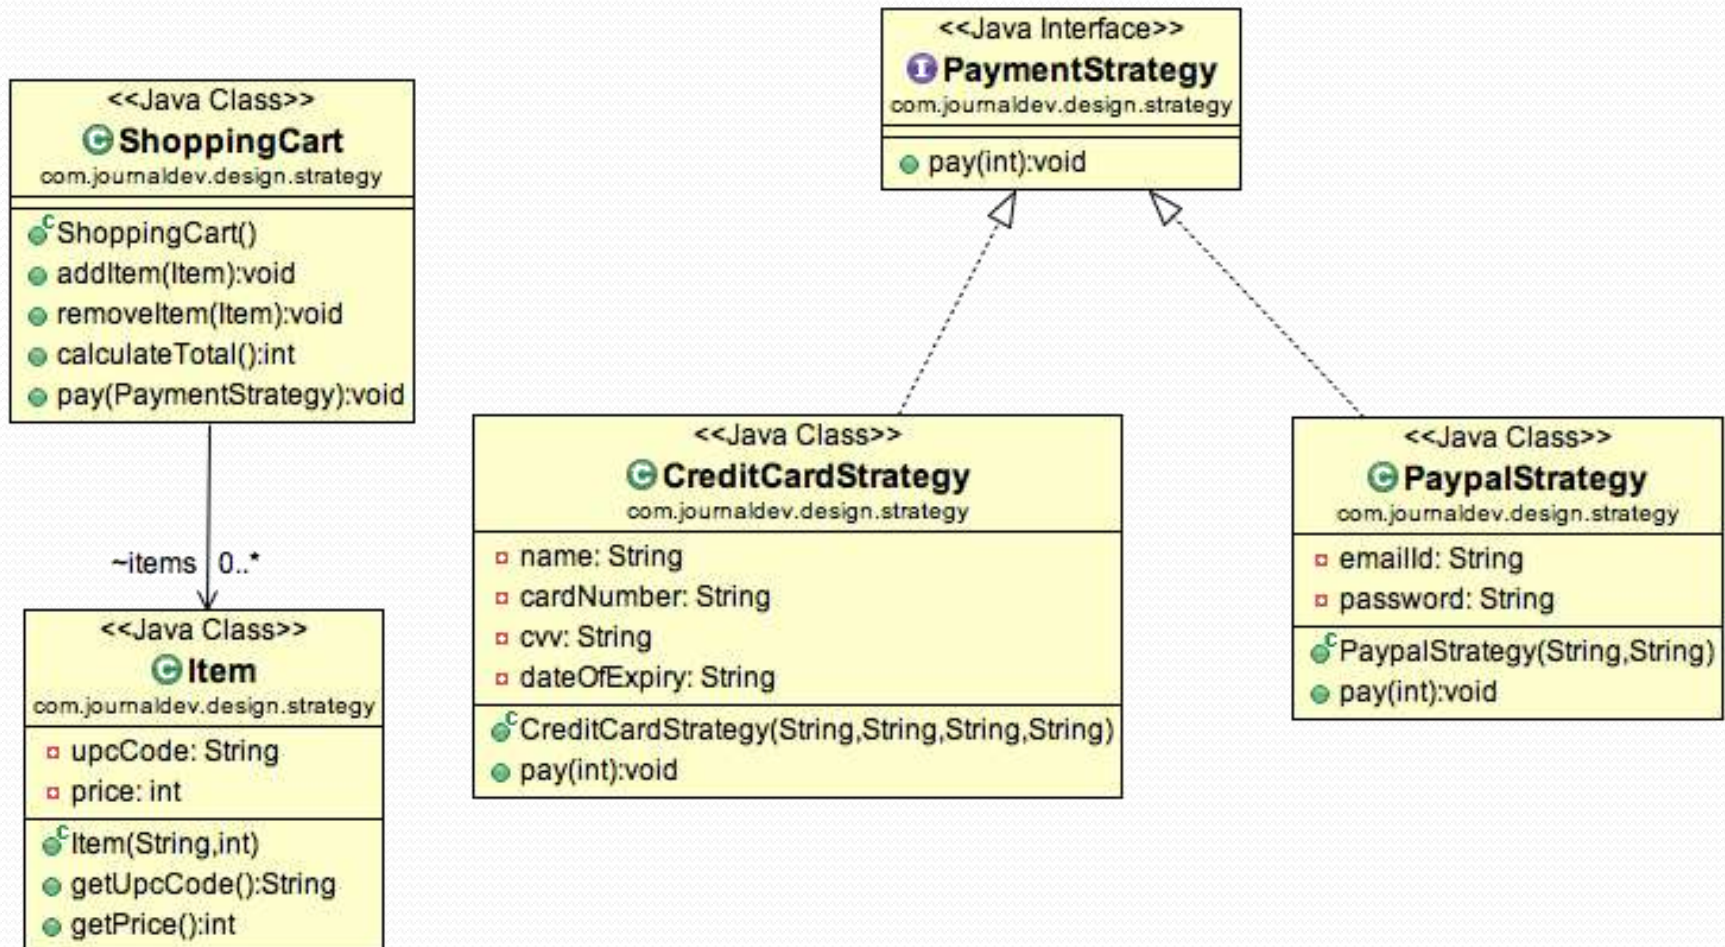 <<Java Class>>
ShoppingCart
com.journaldev.design.strategy
ShoppingCart()
addItem(Item):void
removeItem(Item):void
calculateTotal():int
pay(PaymentStrategy):void
~items 0..*
<<Java Class>>
Item
com.journaldev.design.strategy
upcCode: String
price: int
Item(String,int)
getUpcCode():String
getPrice():int
<<Java Interface>>
PaymentStrategy
com.journaldev.design.strategy
pay(int):void
<<Java Class>>
CreditCardStrategy
com.journaldev.design.strategy
name: String
cardNumber: String
cvv: String
dateOfExpiry: String
CreditCardStrategy(String,String,String,String)
pay(int):void
<<Java Class>>
PaypalStrategy
com.journaldev.design.strategy
emailId: String
password: String
PaypalStrategy(String,String)
pay(int):void